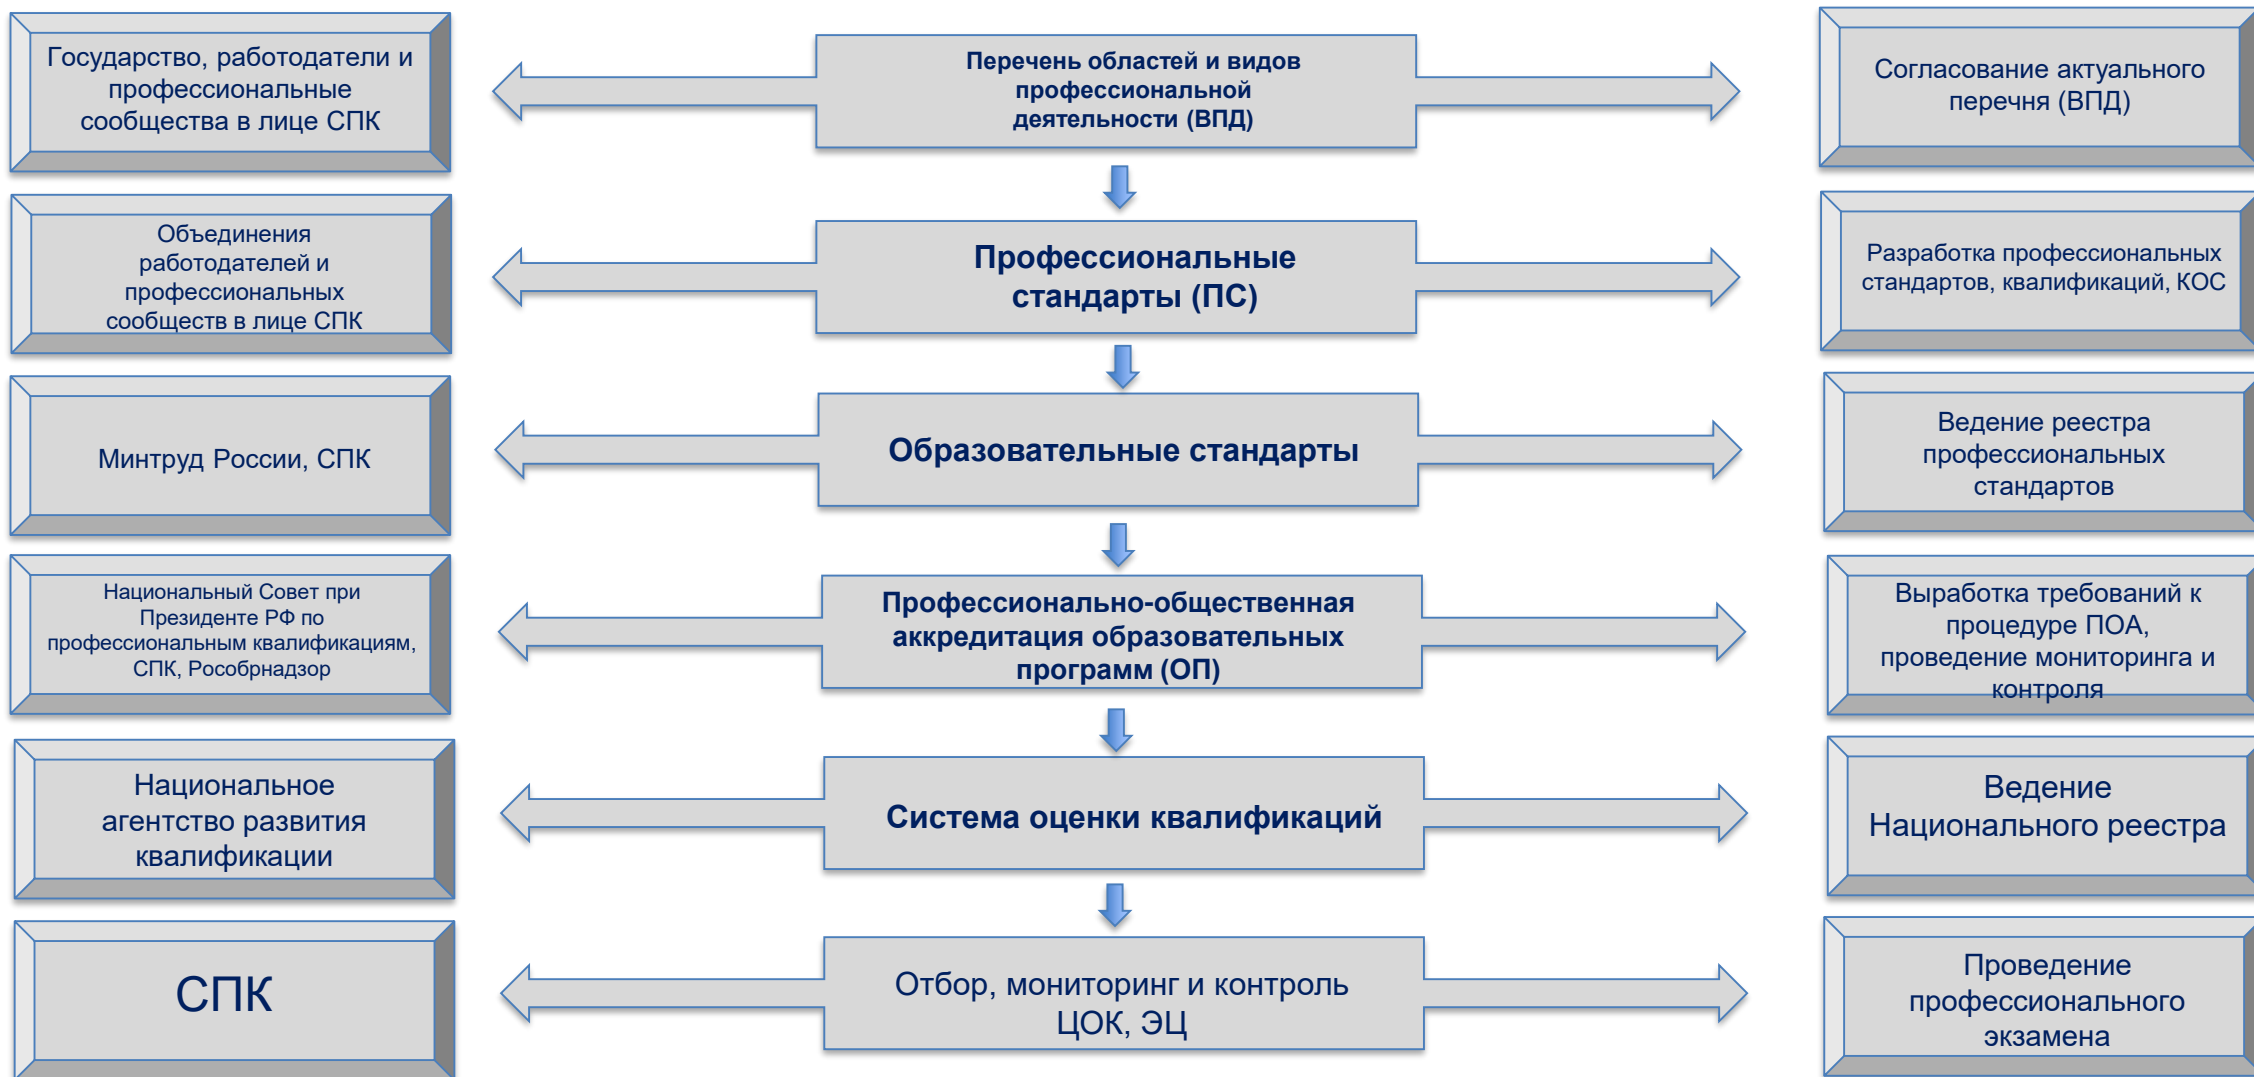 Государство, работодатели и
профессиональные
сообщества в лице СПК
Перечень областей и видов
профессиональной
деятельности (ВПД)
Согласование актуального
перечня (ВПД)
Объединения
работодателей и
профессиональных
сообществ в лице СПК
Профессиональные
стандарты (ПС)
Разработка профессиональных
стандартов, квалификаций, КОС
Минтруд России, СПК
Образовательные стандарты
Ведение реестра
профессиональных
стандартов
Национальный Совет при
Президенте РФ по
профессиональным квалификациям,
СПК, Рособрнадзор
Профессионально-общественная
аккредитация образовательных
программ (ОП)
Выработка требований к
процедуре ПОА,
проведение мониторинга и
контроля
Национальное
агентство развития
квалификации
Система оценки квалификаций
Ведение
Национального реестра
СПК
Отбор, мониторинг и контроль
ЦОК, ЭЦ
Проведение
профессионального
экзамена